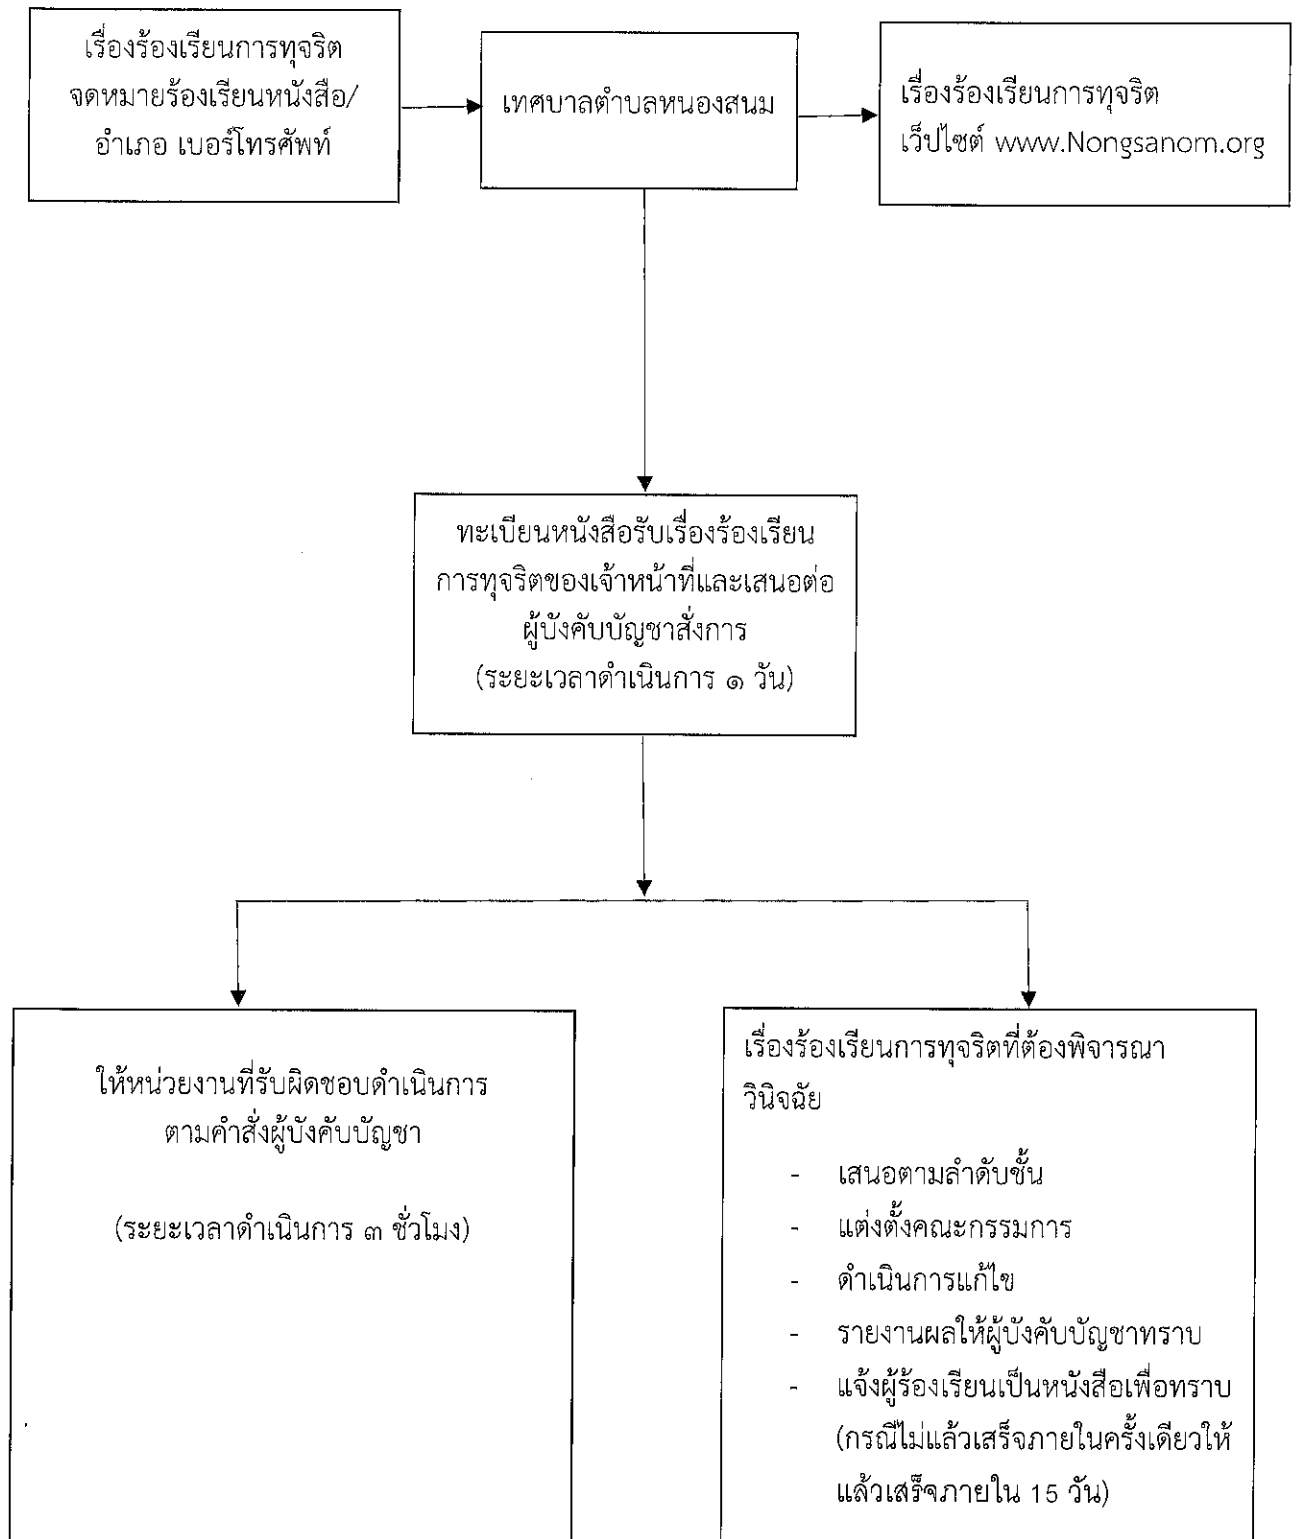 เรื่องร้องเรียนการทุจริต
จดหมายร้องเรียนหนังสือ/
อำเภอ เบอร์โทรศัพท์
เทศบาลตำบลหนองสนม
เรื่องร้องเรียนการทุจริต
เว็ปไซต์ www.Nongsanom.org
ทะเบียนหนังสือรับเรื่องร้องเรียน
การทุจริตของเจ้าหน้าที่และเสนอต่อ
ผู้บังคับบัญชาสั่งการ
(ระยะเวลาดำเนินการ ๑ วัน)
ให้หน่วยงานที่รับผิดชอบดำเนินการ
ตามคำสั่งผู้บังคับบัญชา
(ระยะเวลาดำเนินการ ๓ ชั่วโมง)
เรื่องร้องเรียนการทุจริตที่ต้องพิจารณา
วินิจฉัย
- เสนอตามลำดับชั้น
- แต่งตั้งคณะกรรมการ
- ดำเนินการแก้ไข
- รายงานผลให้ผู้บังคับบัญชาทราบ
- แจ้งผู้ร้องเรียนเป็นหนังสือเพื่อทราบ
(กรณีไม่แล้วเสร็จภายในครั้งเดียวให้
แล้วเสร็จภายใน 15 วัน)